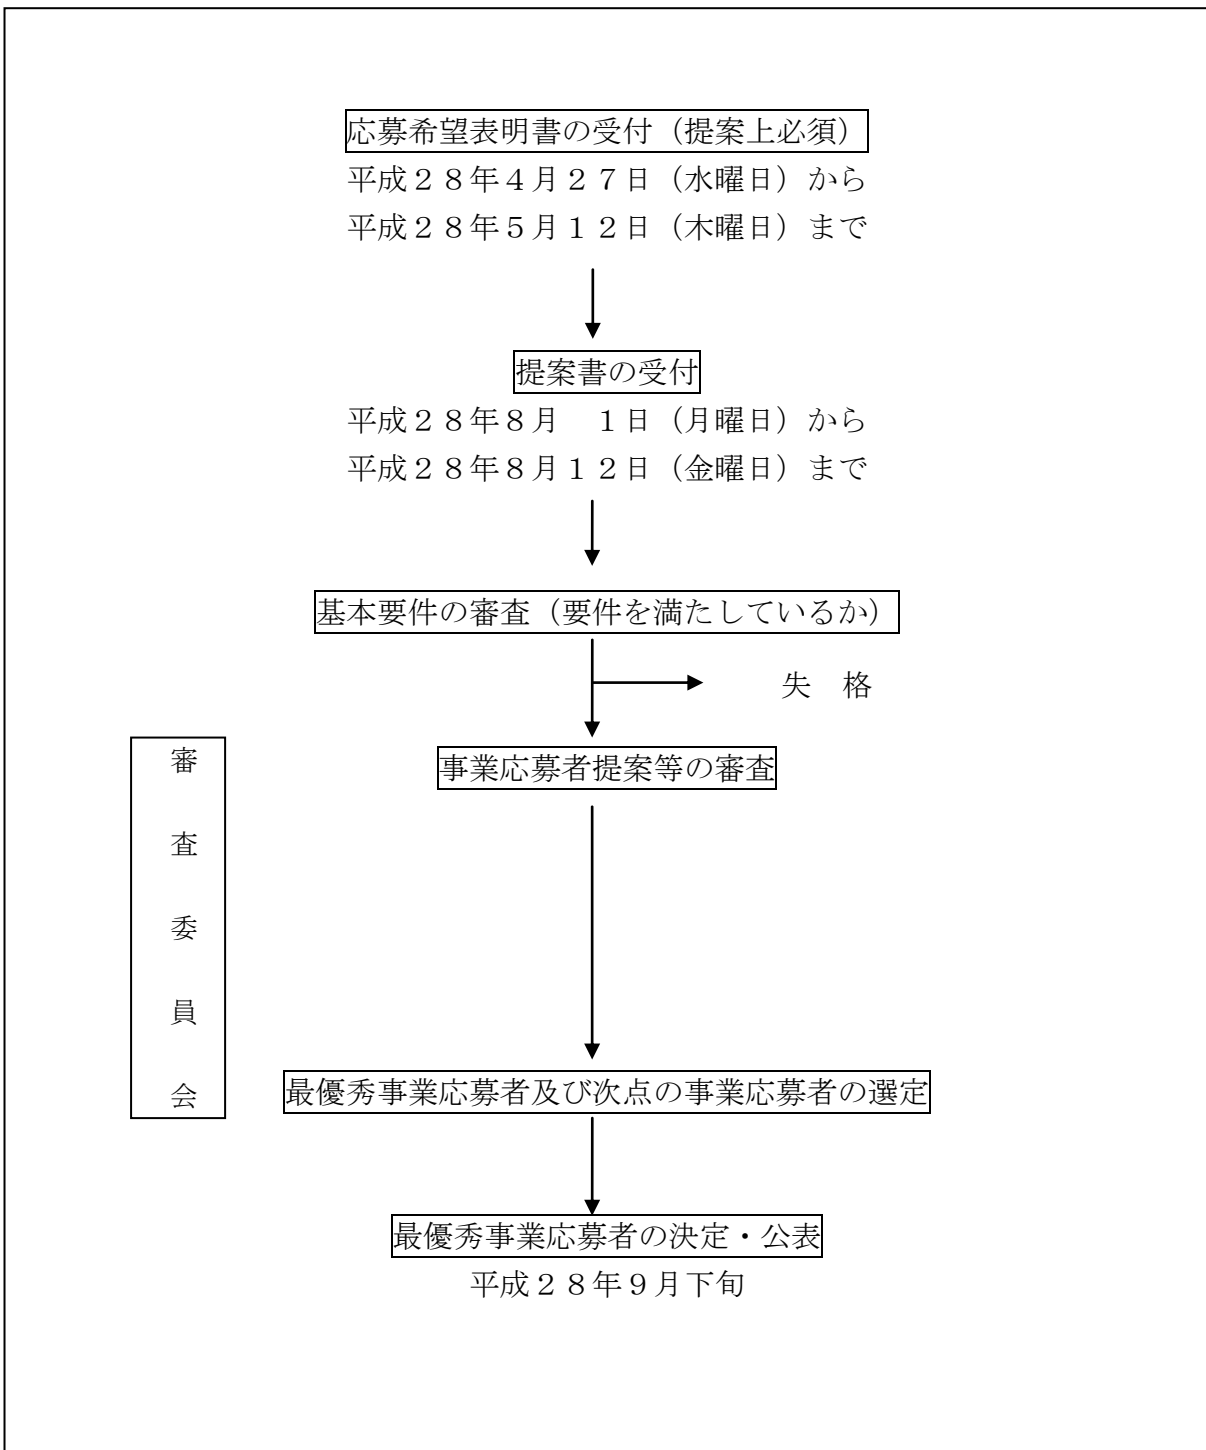 応募希望表明書の受付（提案上必須）
平成２８年４月２７日（水曜日）から
平成２８年５月１２日（木曜日）まで
提案書の受付
平成２８年８月　１日（月曜日）から
平成２８年８月１２日（金曜日）まで
基本要件の審査（要件を満たしているか）
失　格
審査委員会
事業応募者提案等の審査
最優秀事業応募者及び次点の事業応募者の選定
最優秀事業応募者の決定・公表
平成２８年９月下旬